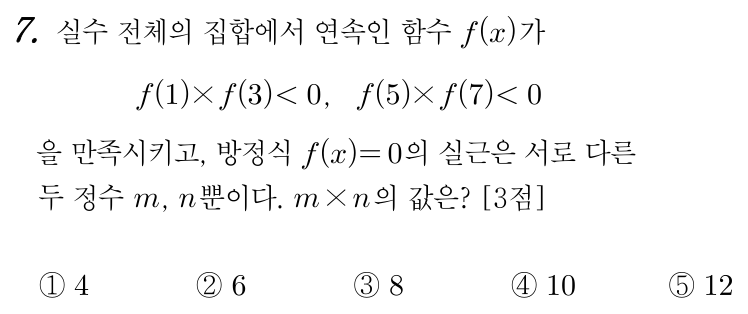 7. 실수 전체의 집합에서 연속인 함수 f(x)가
f(1)×f(3)<0, f(5)×f(7)<0
을 만족시키고, 방정식 f(x)=0의 실근은 서로 다른
두 정수 m, n뿐이다. m×n의 값은? [3점]
① 4 ② 6 ③ 8 ④ 10 ⑤ 12